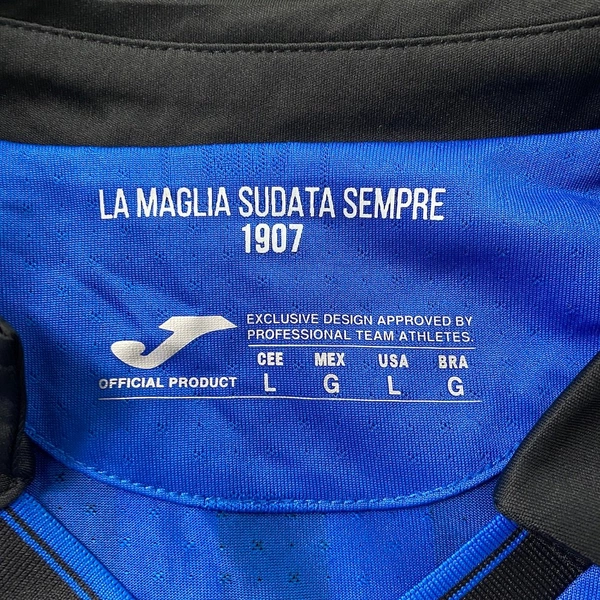 LA MAGLIA SUDATA SEMPRE
1907
EXCLUSIVE DESIGN APPROVED BY
PROFESSIONAL TEAM ATHLETES.
OFFICIAL PRODUCT
CEE MEX USA BRA
L G L G